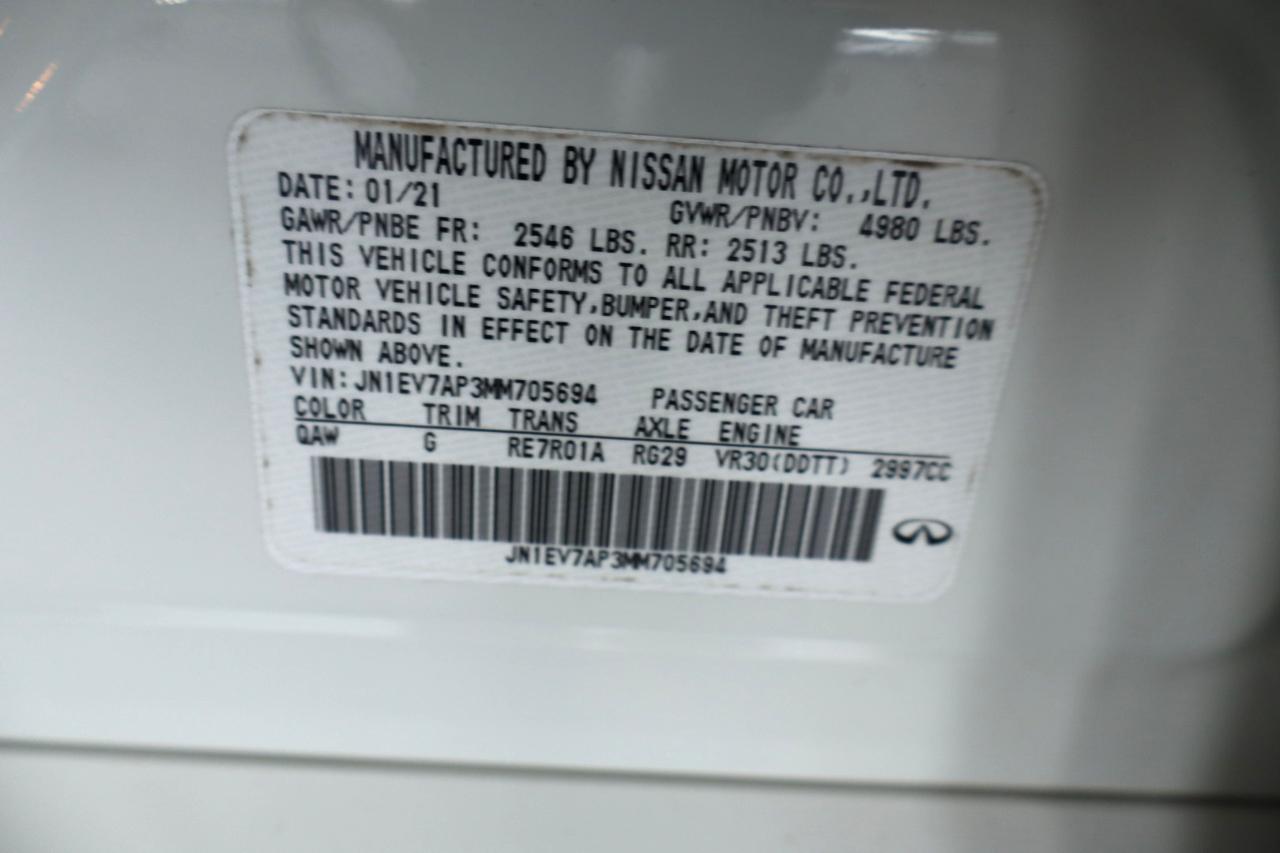 MANUFACTURED BY NISSAN MOTOR CO.,LTD.
DATE: 01/21 GVWR/PNBV: 4980 LBS.
GAWR/PNBE FR: 2546 LBS. RR: 2513 LBS.
THIS VEHICLE CONFORMS TO ALL APPLICABLE FEDERAL
MOTOR VEHICLE SAFETY,BUMPER,AND THEFT PREVENTION
STANDARDS IN EFFECT ON THE DATE OF MANUFACTURE
SHOWN ABOVE.
VIN: JN1EV7AP3MM705694 PASSENGER CAR
COLOR TRIM TRANS AXLE ENGINE
QAW G RE7R01A RG29 VR30(DDTT) 2997CC
JN1EV7AP3MM705694